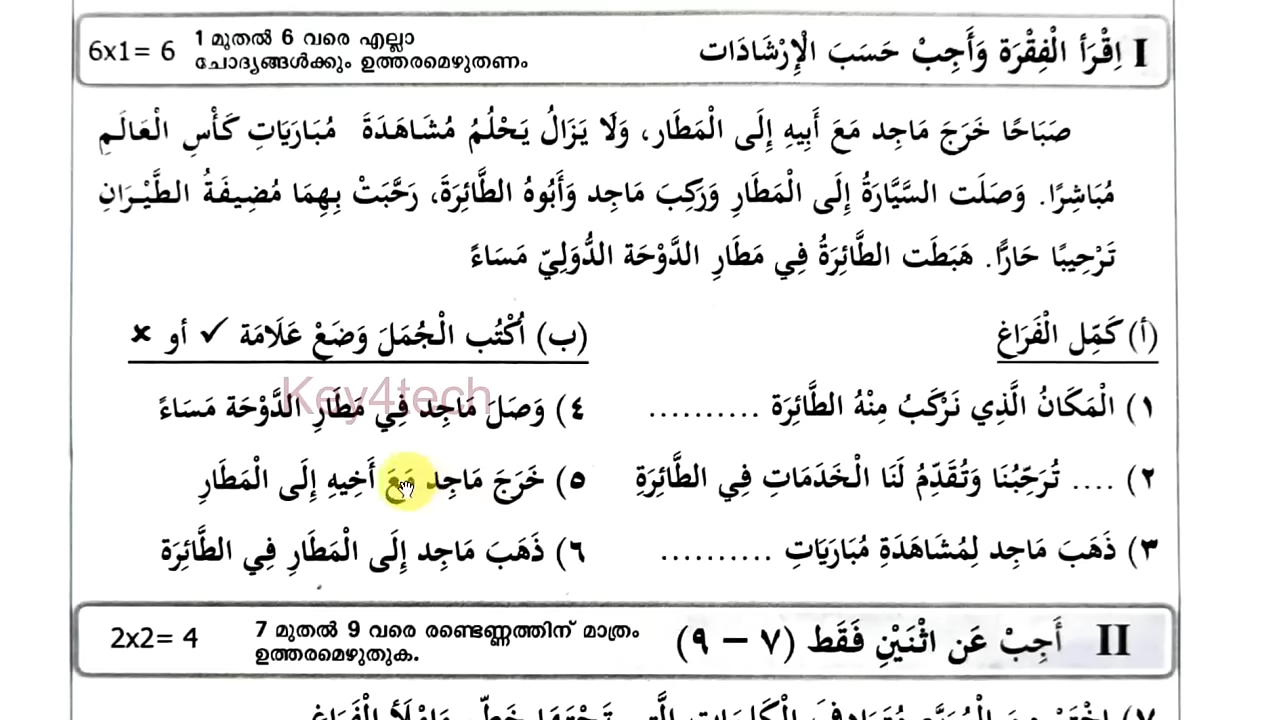 I اِقْرَأ الْفِقْرَة وَأَجِبْ حَسَبَ الْإِرْشَادَات
1 മുതൽ 6 വരെ എല്ലാ
ചോദ്യങ്ങൾക്കും ഉത്തരമെഴുതണം.
6x1= 6
صَبَاحًا خَرَجَ مَاجِد مَعَ أَبِيهِ إِلَى الْمَطَار، وَلَا يَزَالُ يَحْلُمُ مُشَاهَدَةَ مُبَارَيَاتِ كَأْسِ الْعَالَمِ
مُبَاشِرًا. وَصَلَت السَّيَّارَةُ إِلَى الْمَطَارِ وَرَكِبَ مَاجِد وَأَبُوهُ الطَّائِرَةَ، رَحَّبَتْ بِهِمَا مُضِيفَةُ الطَّيْرَانِ
تَرْحِيبًا حَارًّا. هَبَطَت الطَّائِرَةُ فِي مَطَارِ الدَّوْحَة الدُّوَلِيّ مَسَاءً
(أ) كَمِّل الْفَرَاغ
١) الْمَكَانُ الَّذِي نَرْكَبُ مِنْهُ الطَّائِرَة ..........
٢) .... تُرَحِّبُنَا وَتُقَدِّمُ لَنَا الْخَدَمَاتِ فِي الطَّائِرَةِ
٣) ذَهَبَ مَاجِد لِمُشَاهَدَةِ مُبَارَيَاتِ ..........
(ب) اُكْتُب الْجُمَلَ وَضَعْ عَلَامَة ✓ أو ✗
٤) وَصَلَ مَاجِد فِي مَطَارِ الدَّوْحَة مَسَاءً
٥) خَرَجَ مَاجِد مَعَ أَخِيهِ إِلَى الْمَطَارِ
٦) ذَهَبَ مَاجِد إِلَى الْمَطَارِ فِي الطَّائِرَة
Key4tech
II أَجِبْ عَن اثْنَيْنِ فَقَط (٧ – ٩)
7 മുതൽ 9 വരെ രണ്ടെണ്ണത്തിന് മാത്രം
ഉത്തരമെഴുതുക.
2x2= 4